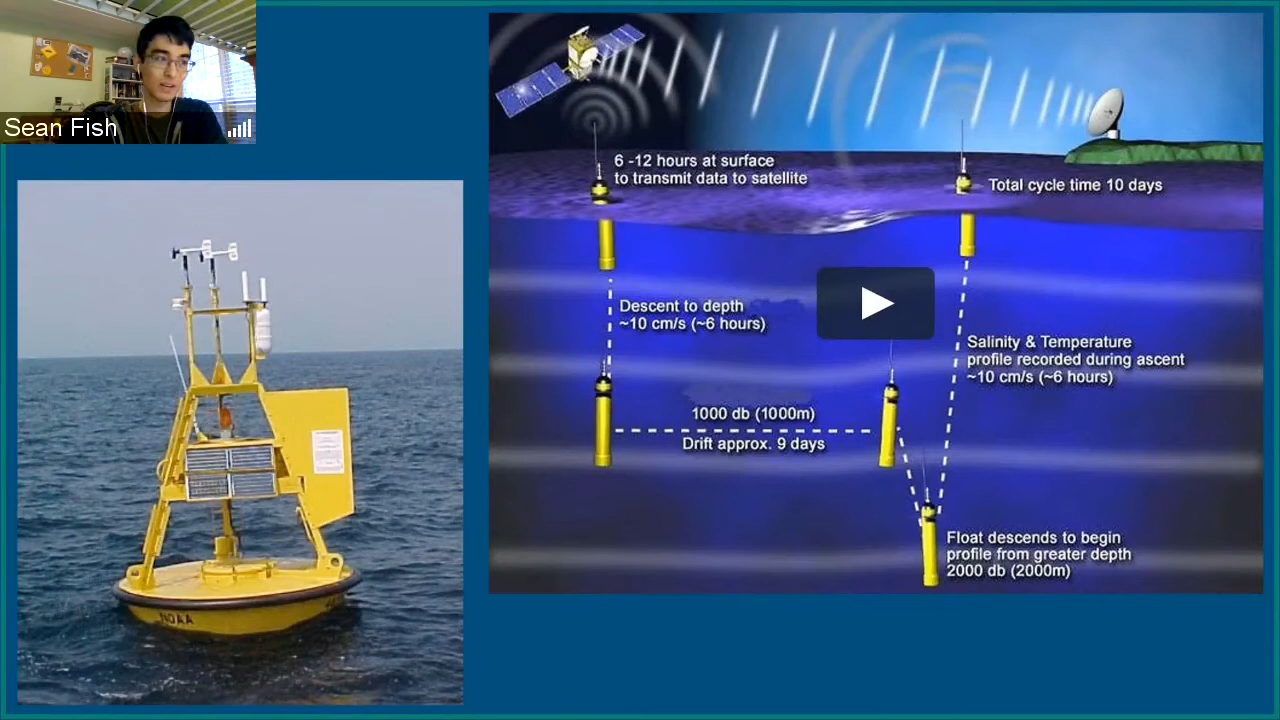 Sean Fish
NOAA
6 -12 hours at surface
to transmit data to satellite
Total cycle time 10 days
Descent to depth
~10 cm/s (~6 hours)
Salinity & Temperature
profile recorded during ascent
~10 cm/s (~6 hours)
1000 db (1000m)
Drift approx. 9 days
Float descends to begin
profile from greater depth
2000 db (2000m)